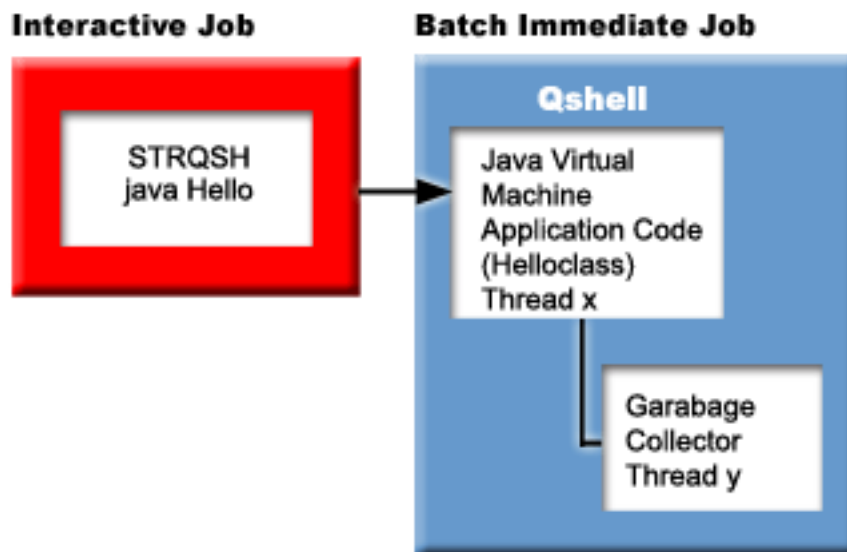 Interactive Job
STRQSH
java Hello
Batch Immediate Job
Qshell
Java Virtual
Machine
Application Code
(Helloclass)
Thread x
Garabage
Collector
Thread y